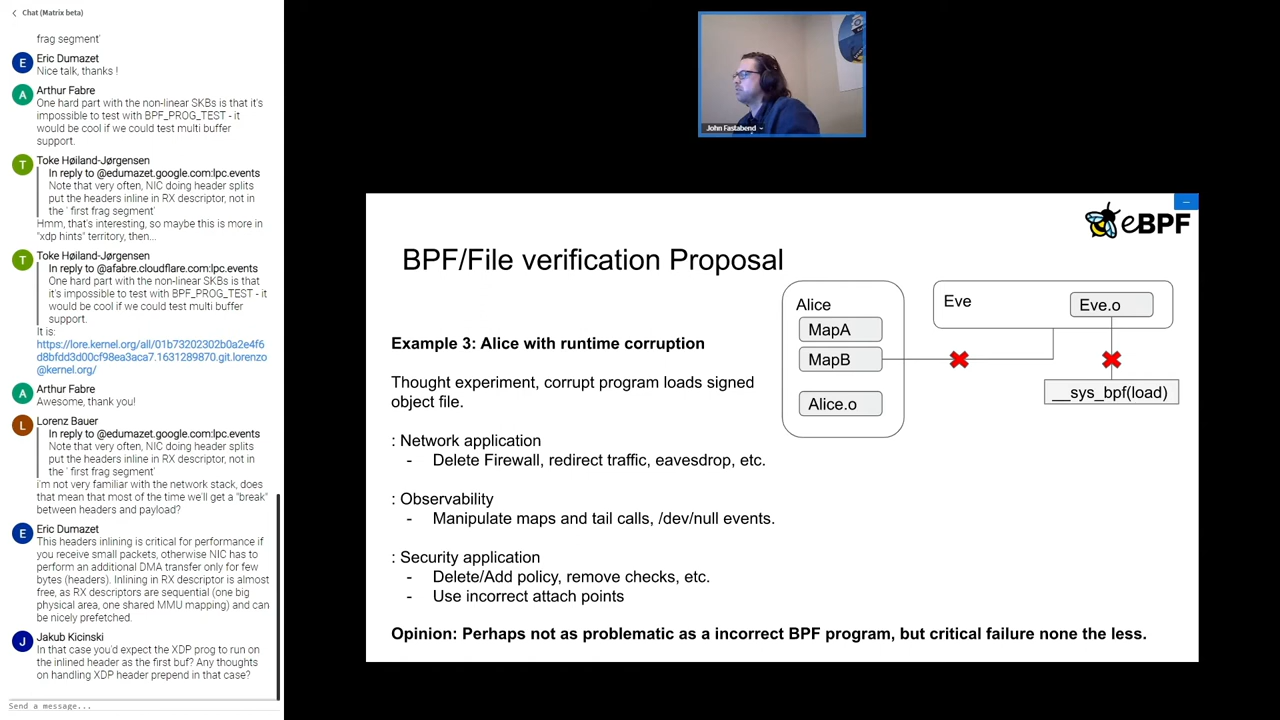 Chat (Matrix beta)
frag segment'
E
Eric Dumazet
Nice talk, thanks !
A
Arthur Fabre
One hard part with the non-linear SKBs is that it's
impossible to test with BPF_PROG_TEST - it
would be cool if we could test multi buffer
support.
T
Toke Høiland-Jørgensen
In reply to @edumazet.google.com:lpc.events
Note that very often, NIC doing header splits
put the headers inline in RX descriptor, not in
the ' first frag segment'
Hmm, that's interesting, so maybe this is more in
"xdp hints" territory, then...
T
Toke Høiland-Jørgensen
In reply to @afabre.cloudflare.com:lpc.events
One hard part with the non-linear SKBs is that
it's impossible to test with BPF_PROG_TEST - it
would be cool if we could test multi buffer
support.
It is:
https://lore.kernel.org/all/01b73202302b0a2e4f6
d8bfdd3d00cf98ea3aca7.1631289870.git.lorenzo
@kernel.org/
A
Arthur Fabre
Awesome, thank you!
L
Lorenz Bauer
In reply to @edumazet.google.com:lpc.events
Note that very often, NIC doing header splits
put the headers inline in RX descriptor, not in
the ' first frag segment'
i'm not very familiar with the network stack, does
that mean that most of the time we'll get a "break"
between headers and payload?
E
Eric Dumazet
This headers inlining is critical for performance if
you receive small packets, otherwise NIC has to
perform an additional DMA transfer only for few
bytes (headers). Inlining in RX descriptor is almost
free, as RX descriptors are sequential (one big
physical area, one shared MMU mapping) and can
be nicely prefetched.
J
Jakub Kicinski
In that case you'd expect the XDP prog to run on
the inlined header as the first buf? Any thoughts
on handling XDP header prepend in that case?
Send a message...
John Fastabend
eBPF
BPF/File verification Proposal
Example 3: Alice with runtime corruption
Thought experiment, corrupt program loads signed
object file.
: Network application
- Delete Firewall, redirect traffic, eavesdrop, etc.
: Observability
- Manipulate maps and tail calls, /dev/null events.
: Security application
- Delete/Add policy, remove checks, etc.
- Use incorrect attach points
Opinion: Perhaps not as problematic as a incorrect BPF program, but critical failure none the less.
Alice
MapA
MapB
Alice.o
Eve
Eve.o
__sys_bpf(load)